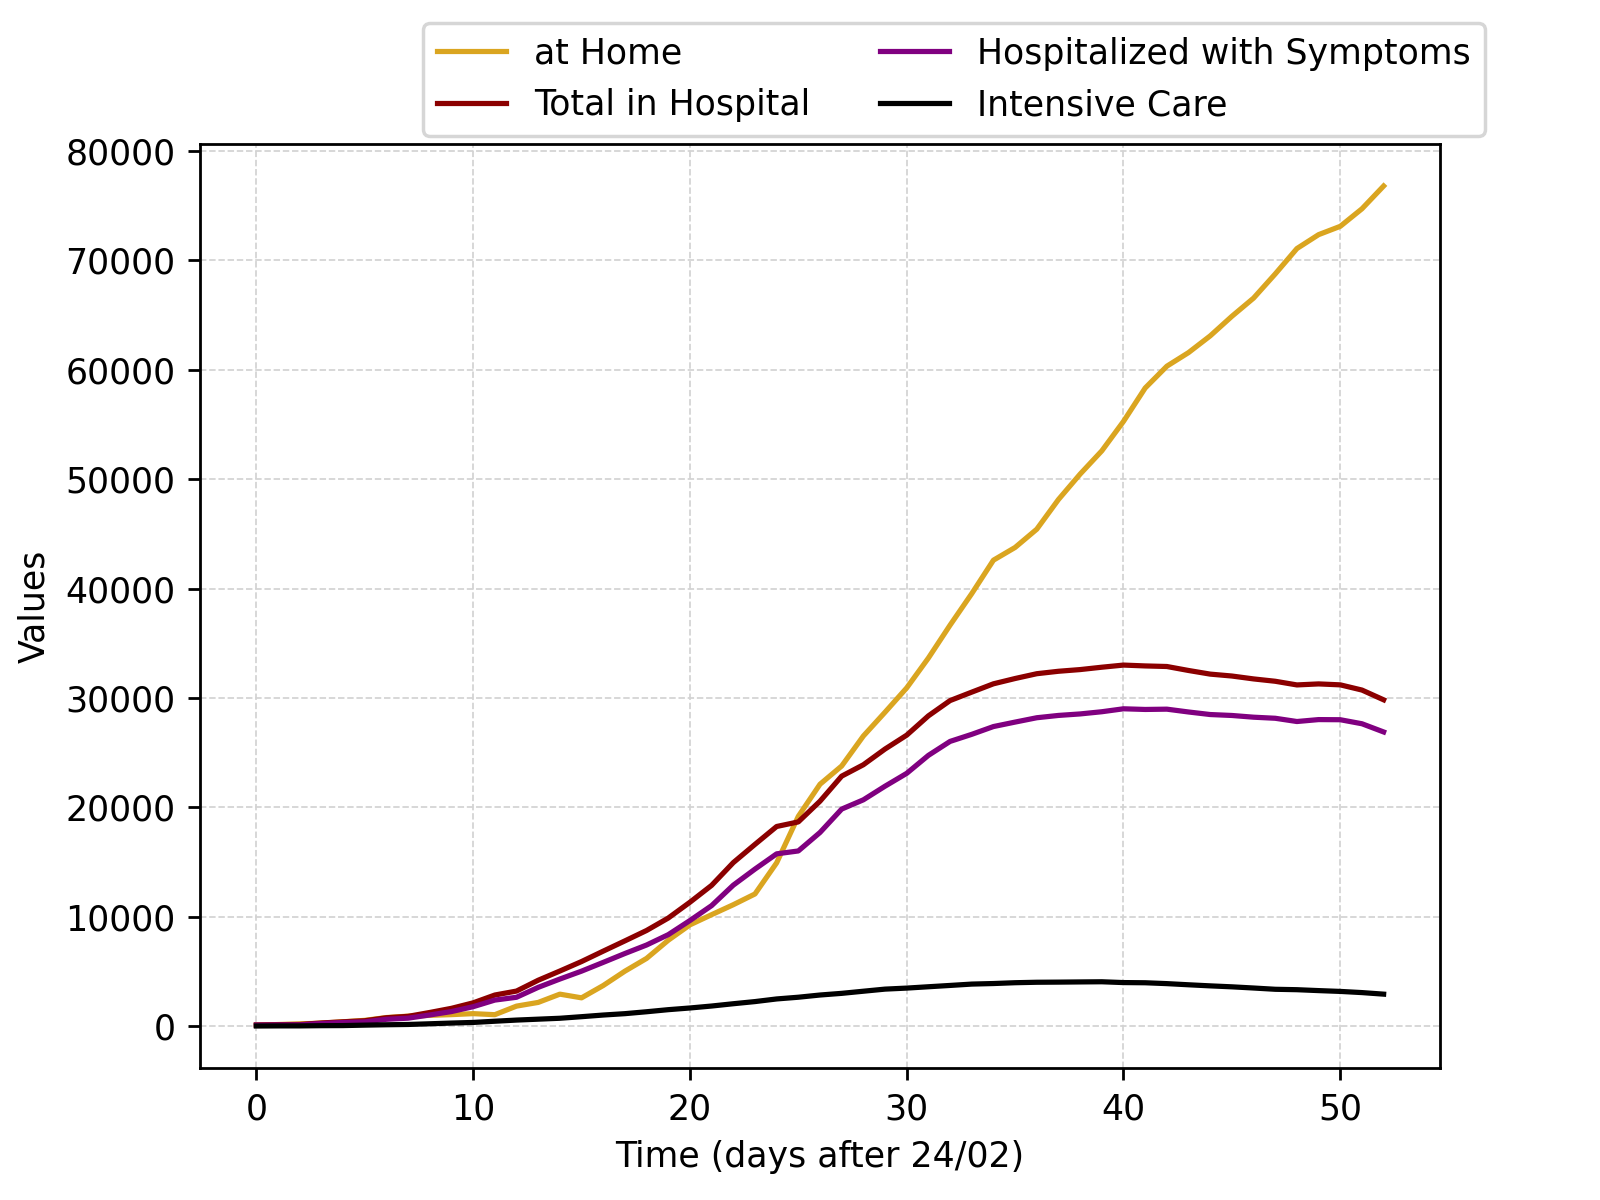 at Home
Total in Hospital
Hospitalized with Symptoms
Intensive Care
80000
70000
60000
50000
40000
30000
20000
10000
0
Values
0 10 20 30 40 50
Time (days after 24/02)